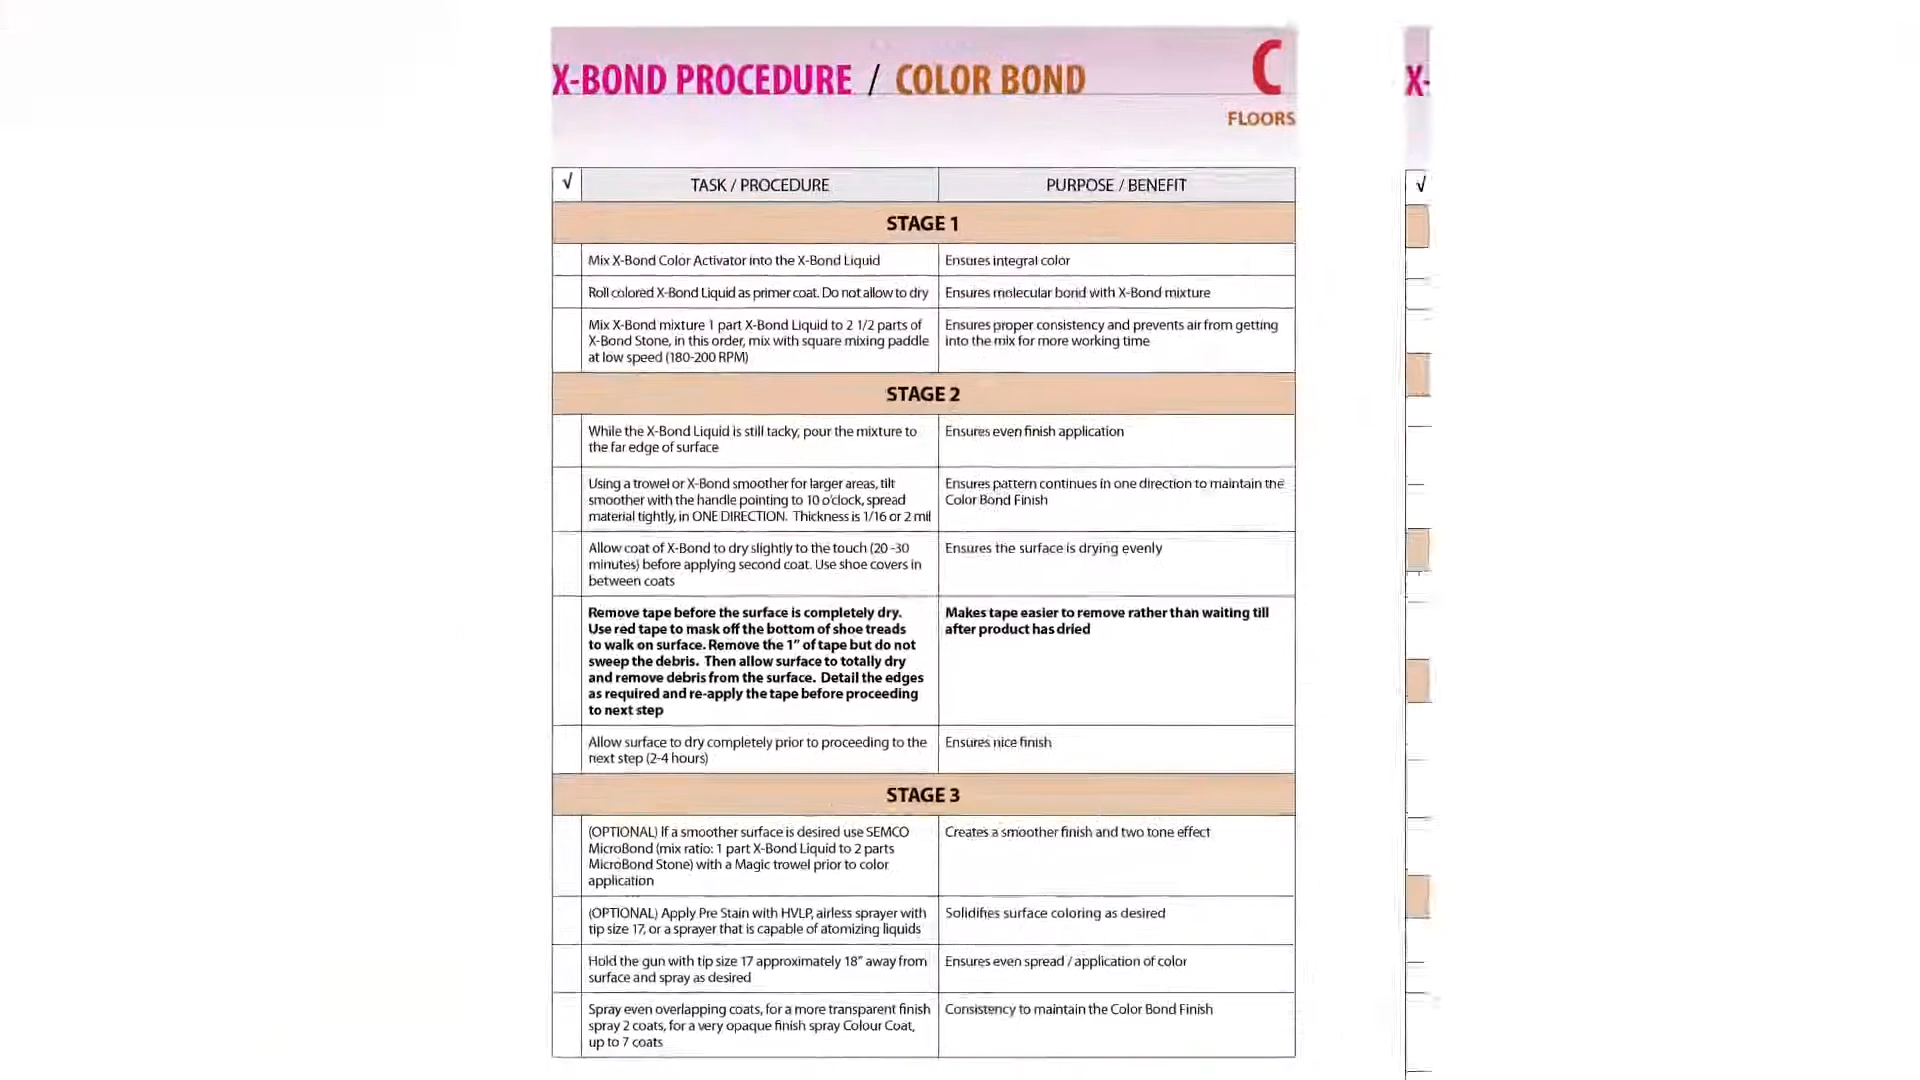 X-BOND PROCEDURE / COLOR BOND
C
FLOORS
√ TASK / PROCEDURE PURPOSE / BENEFIT
STAGE 1
Mix X-Bond Color Activator into the X-Bond Liquid
Ensures integral color
Roll colored X-Bond Liquid as primer coat. Do not allow to dry
Ensures molecular bond with X-Bond mixture
Mix X-Bond mixture 1 part X-Bond Liquid to 2 1/2 parts of
X-Bond Stone, in this order, mix with square mixing paddle
at low speed (180-200 RPM)
Ensures proper consistency and prevents air from getting
into the mix for more working time
STAGE 2
While the X-Bond Liquid is still tacky, pour the mixture to
the far edge of surface
Ensures even finish application
Using a trowel or X-Bond smoother for larger areas, tilt
smoother with the handle pointing to 10 o'clock, spread
material tightly, in ONE DIRECTION. Thickness is 1/16 or 2 mil
Ensures pattern continues in one direction to maintain the
Color Bond Finish
Allow coat of X-Bond to dry slightly to the touch (20 -30
minutes) before applying second coat. Use shoe covers in
between coats
Ensures the surface is drying evenly
Remove tape before the surface is completely dry.
Use red tape to mask off the bottom of shoe treads
to walk on surface. Remove the 1" of tape but do not
sweep the debris. Then allow surface to totally dry
and remove debris from the surface. Detail the edges
as required and re-apply the tape before proceeding
to next step
Makes tape easier to remove rather than waiting till
after product has dried
Allow surface to dry completely prior to proceeding to the
next step (2-4 hours)
Ensures nice finish
STAGE 3
(OPTIONAL) If a smoother surface is desired use SEMCO
MicroBond (mix ratio: 1 part X-Bond Liquid to 2 parts
MicroBond Stone) with a Magic trowel prior to color
application
Creates a smoother finish and two tone effect
(OPTIONAL) Apply Pre Stain with HVLP, airless sprayer with
tip size 17, or a sprayer that is capable of atomizing liquids
Solidifies surface coloring as desired
Hold the gun with tip size 17 approximately 18" away from
surface and spray as desired
Ensures even spread / application of color
Spray even overlapping coats, for a more transparent finish
spray 2 coats, for a very opaque finish spray Colour Coat,
up to 7 coats
Consistency to maintain the Color Bond Finish
X-
√